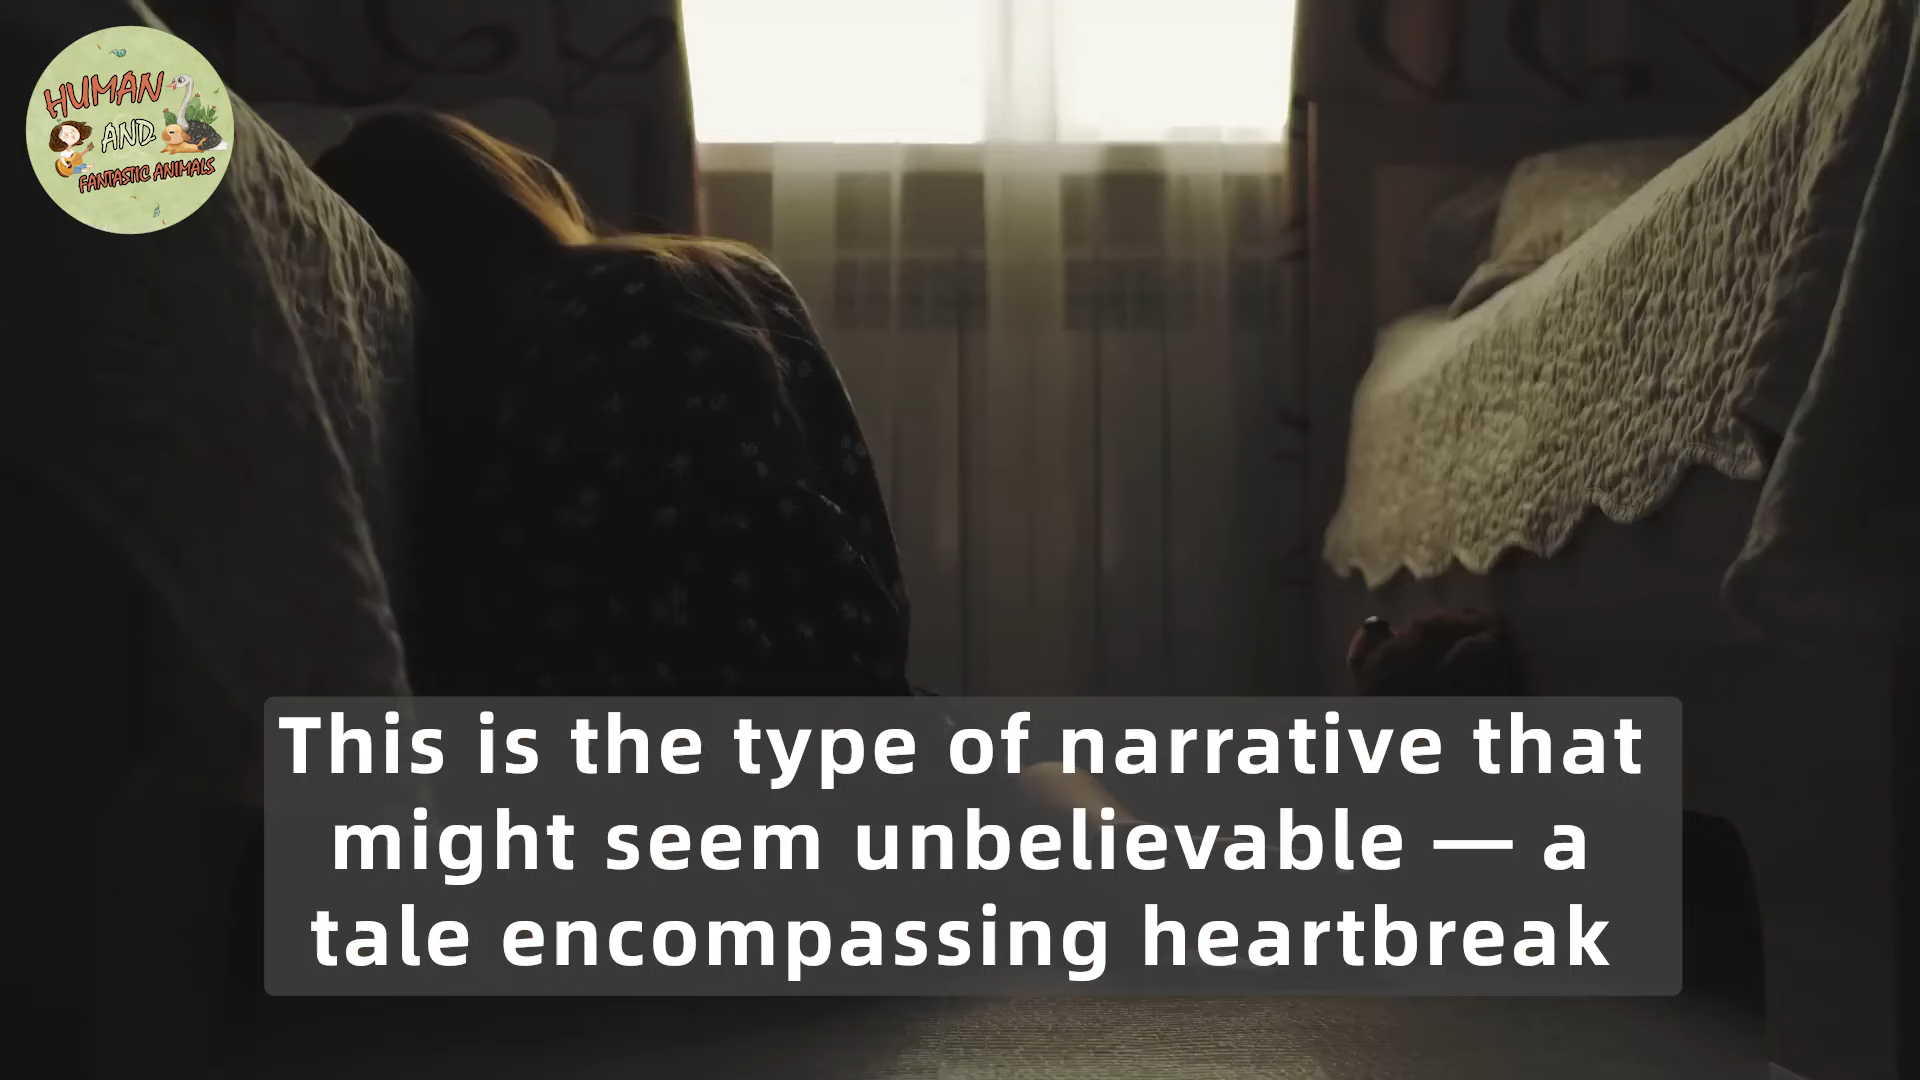 HUMAN
AND
FANTASTIC ANIMALS
This is the type of narrative that
might seem unbelievable — a
tale encompassing heartbreak